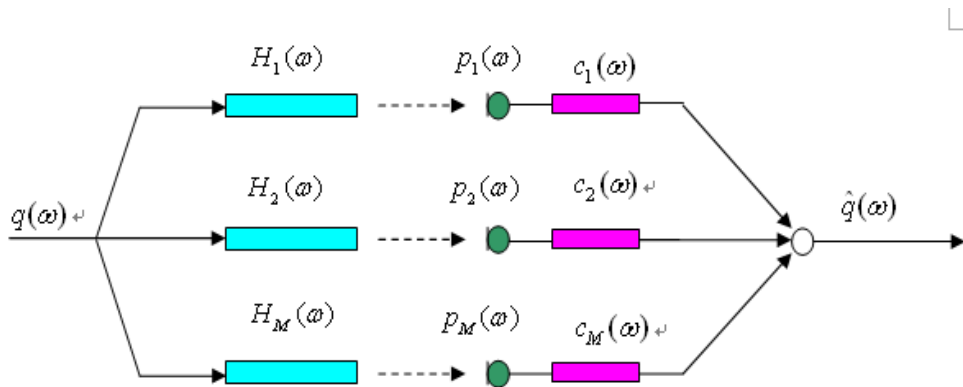 H₁(ω) p₁(ω) c₁(ω)
H₂(ω) p₂(ω) c₂(ω) ↵
q(ω) ↵ q̂(ω)
H_M(ω) p_M(ω) c_M(ω) ↵